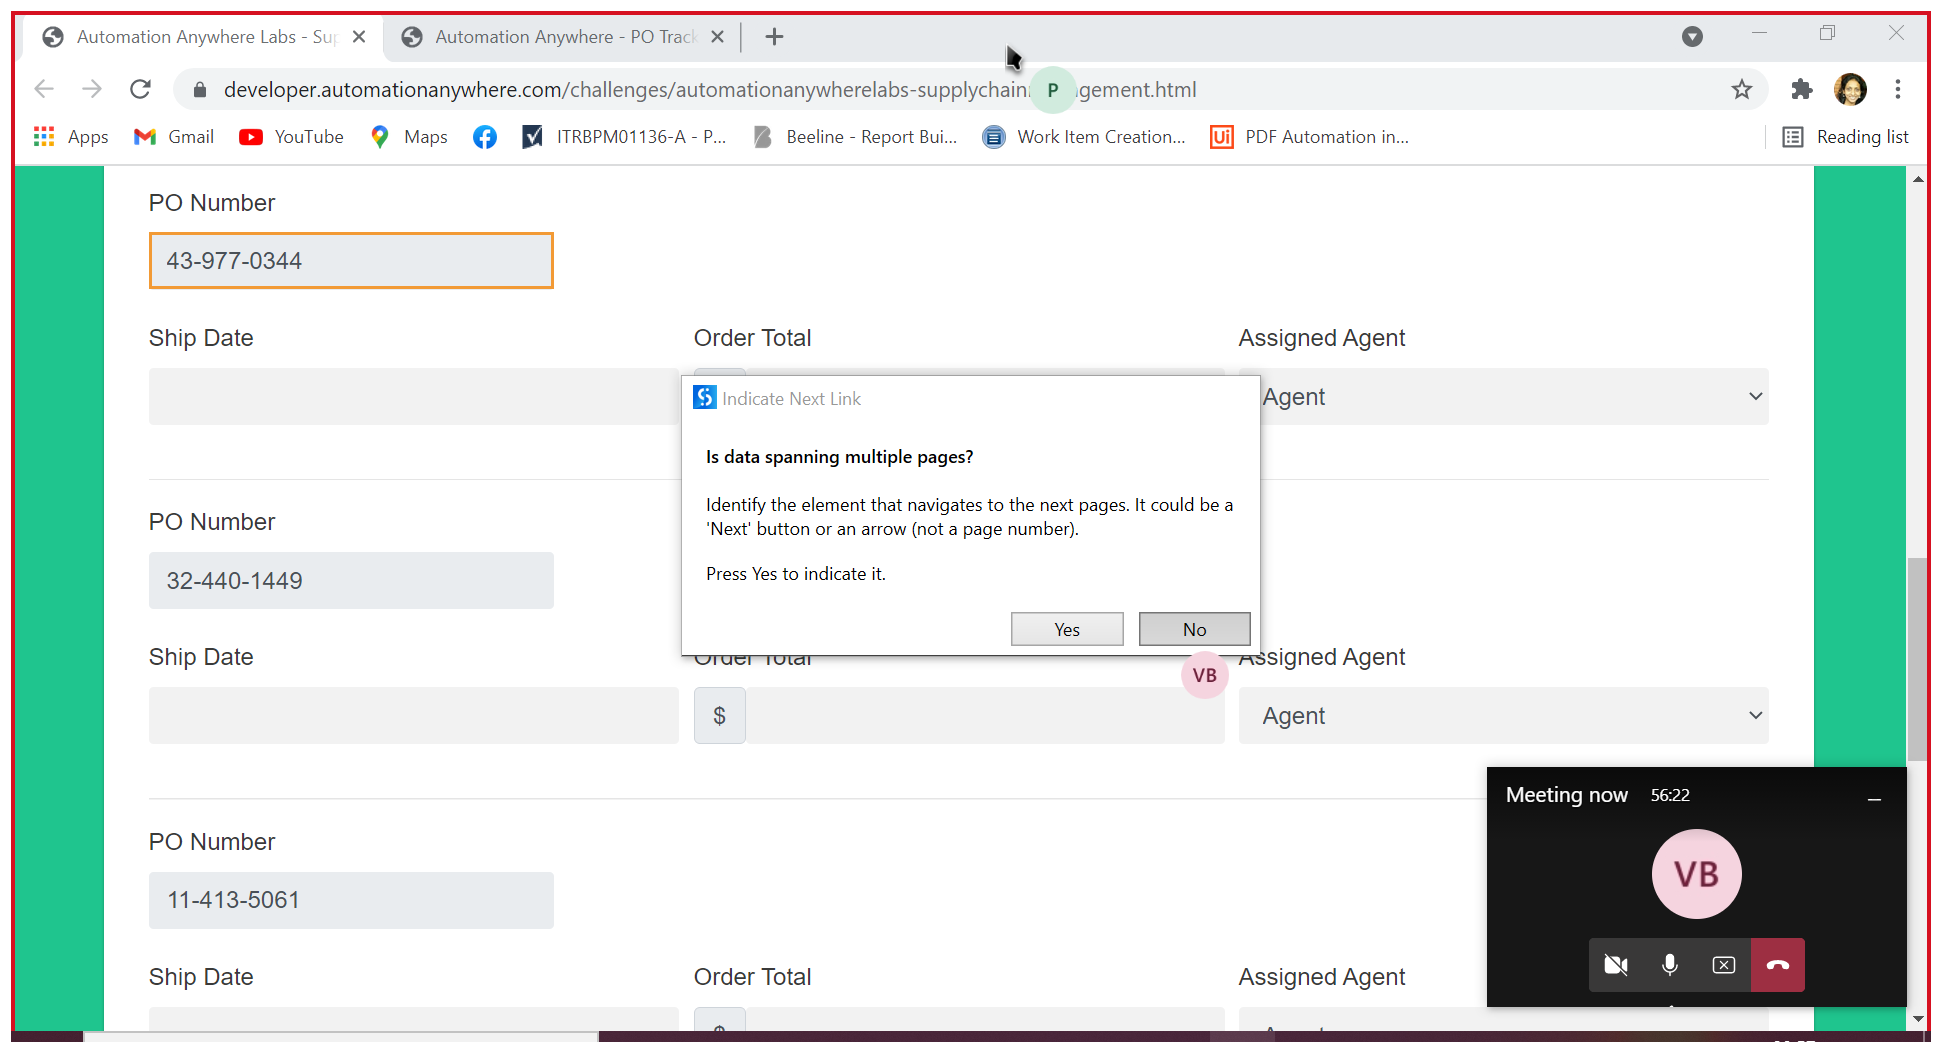 Automation Anywhere Labs - Sup
Automation Anywhere - PO Track
developer.automationanywhere.com/challenges/automationanywherelabs-supplychain
P
gement.html
Apps
Gmail
YouTube
Maps
ITRBPM01136-A - P...
Beeline - Report Bui...
Work Item Creation...
Ui
PDF Automation in...
Reading list
PO Number
43-977-0344
Ship Date
Order Total
Assigned Agent
Agent
Indicate Next Link
Is data spanning multiple pages?
Identify the element that navigates to the next pages. It could be a
'Next' button or an arrow (not a page number).
Press Yes to indicate it.
Yes
No
PO Number
32-440-1449
Ship Date
Order Total
Assigned Agent
VB
$
Agent
PO Number
11-413-5061
Ship Date
Order Total
Assigned Agent
Meeting now 56:22
VB